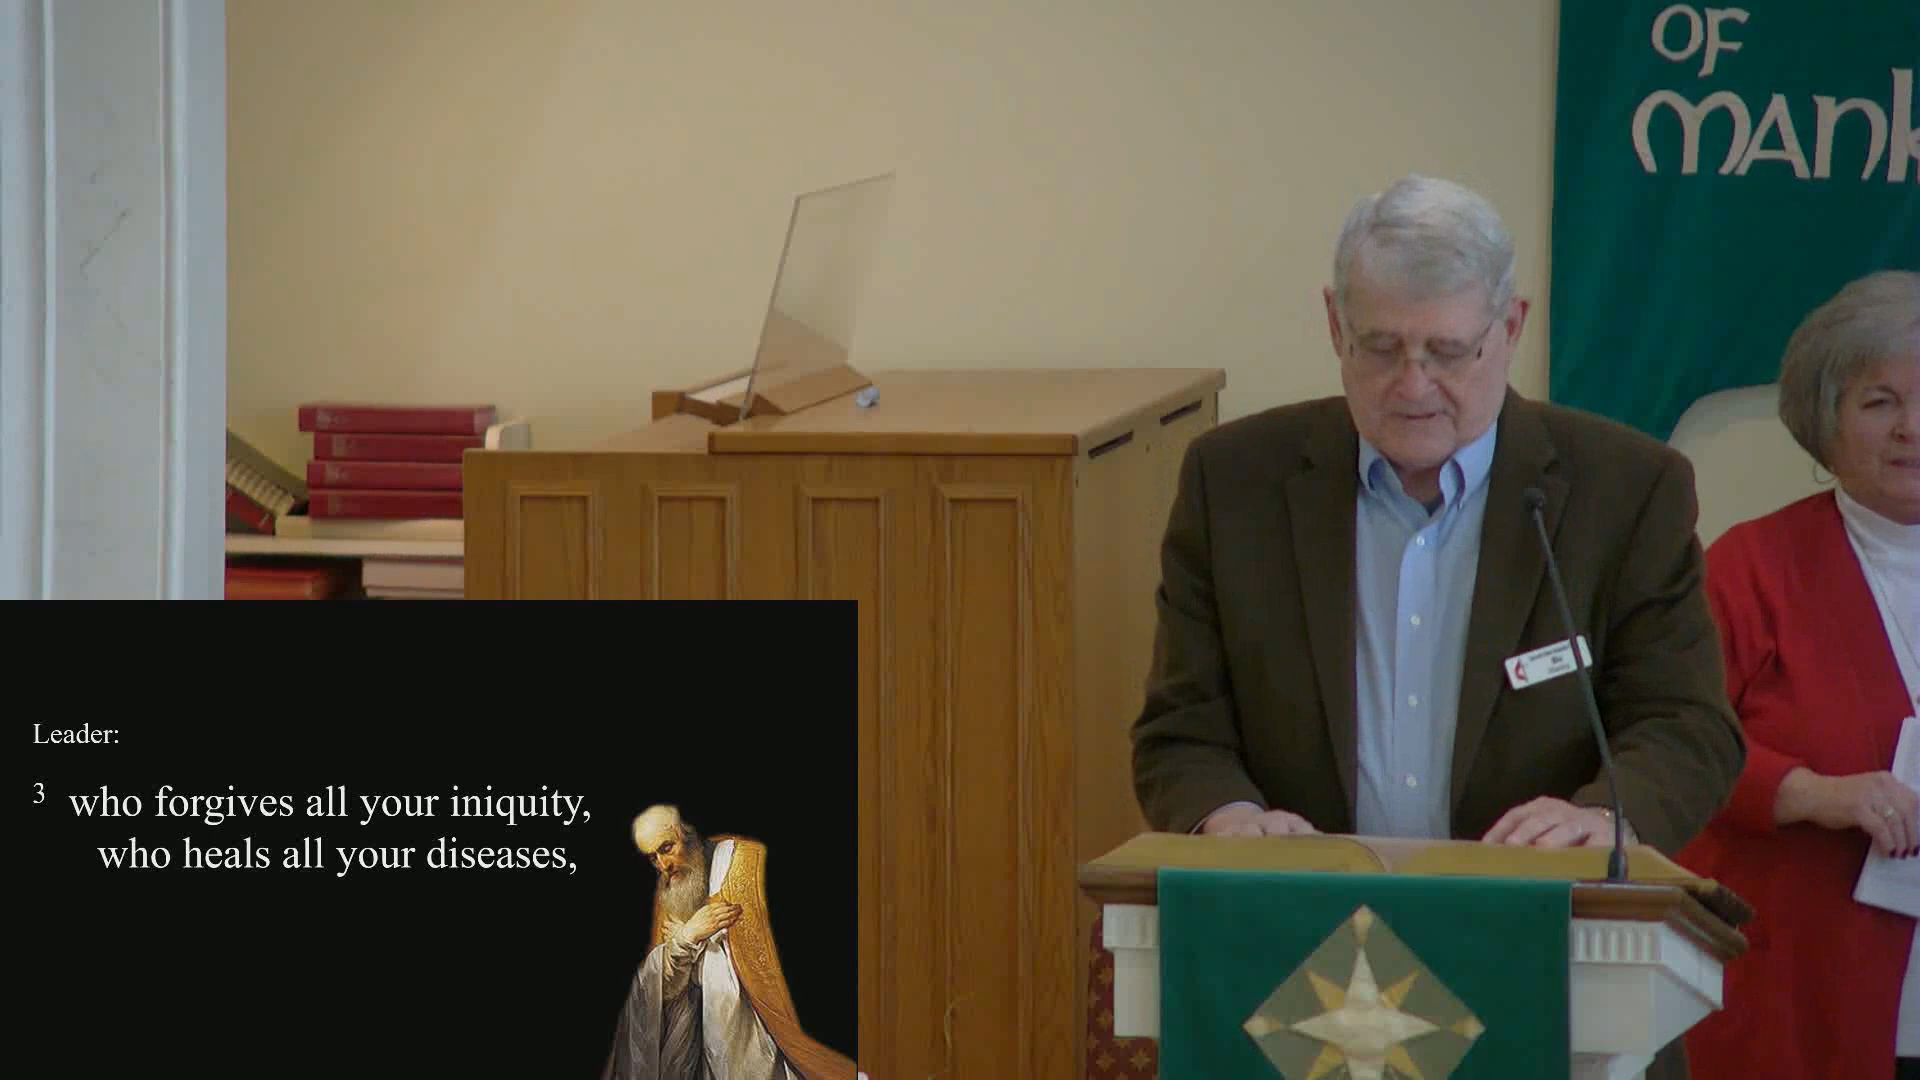 OF
MANK
Leader:
3 who forgives all your iniquity,
who heals all your diseases,